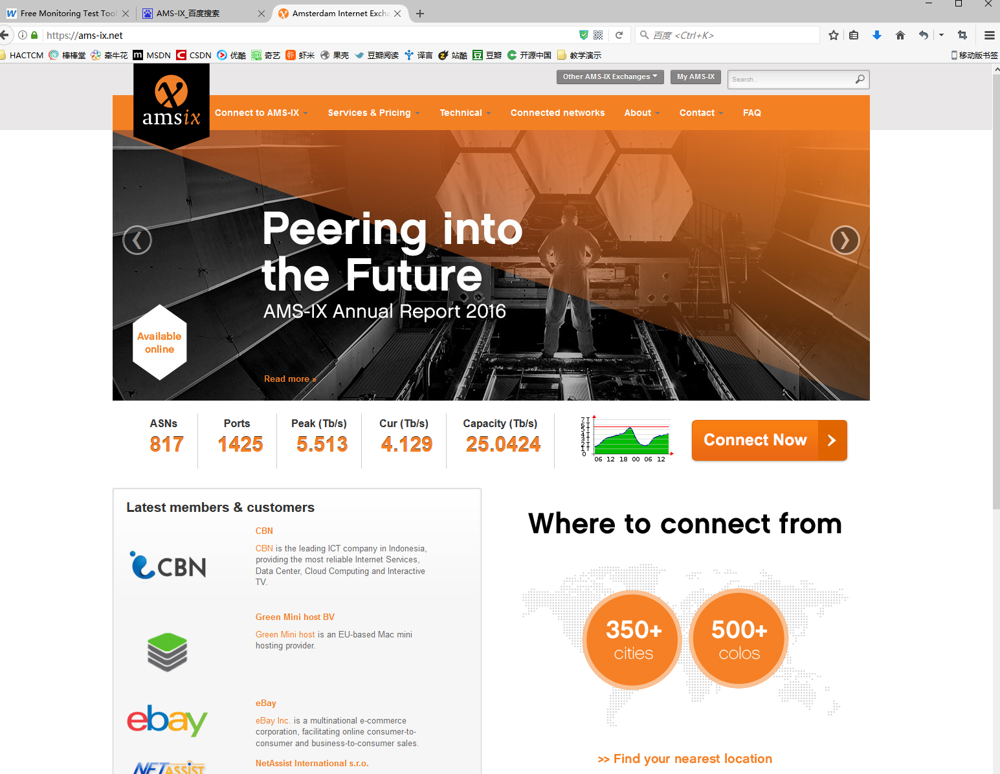 Free Monitoring Test Tool
AMS-IX_百度搜索
Amsterdam Internet Excha
https://ams-ix.net
百度 <Ctrl+K>
HACTCM
棒棒堂
牵牛花
MSDN
CSDN
优酷
奇艺
虾米
果壳
豆瓣阅读
译言
站酷
豆瓣
开源中国
教学演示
移动版书签
Other AMS-IX Exchanges
My AMS-IX
Search..
amsix
Connect to AMS-IX
Services & Pricing
Technical
Connected networks
About
Contact
FAQ
Peering into
the Future
AMS-IX Annual Report 2016
Available
online
Read more »
ASNs
817
Ports
1425
Peak (Tb/s)
5.513
Cur (Tb/s)
4.129
Capacity (Tb/s)
25.0424
7 T
6 T
5 T
4 T
3 T
2 T
1 T
0
06 12 18 00 06 12
Connect Now
Latest members & customers
CBN
CBN
CBN is the leading ICT company in Indonesia,
providing the most reliable Internet Services,
Data Center, Cloud Computing and Interactive
TV.
Green Mini host BV
Green Mini host is an EU-based Mac mini
hosting provider.
ebay
eBay
eBay Inc. is a multinational e-commerce
corporation, facilitating online consumer-to-
consumer and business-to-consumer sales.
NETASSIST
NetAssist International s.r.o.
Where to connect from
350+
cities
500+
colos
>> Find your nearest location